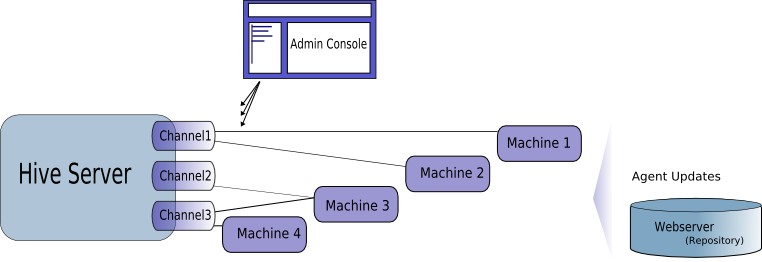 Admin Console
Channel1
Machine 1
Hive Server
Channel2
Machine 2
Agent Updates
Channel3
Machine 3
Machine 4
Webserver
(Repository)